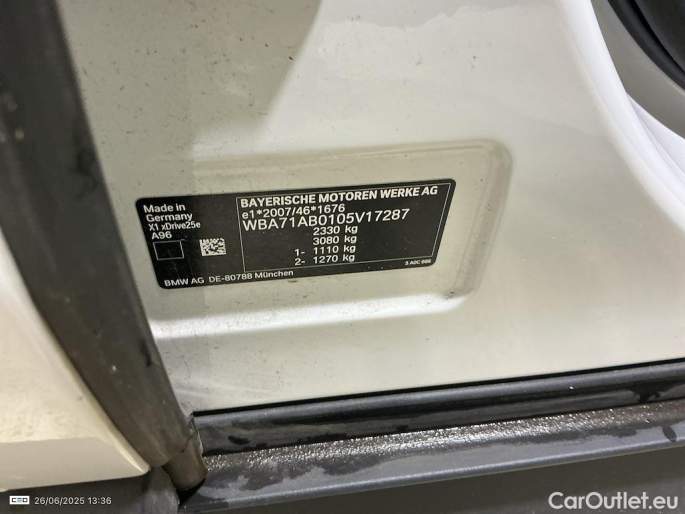 Made in
Germany
X1 xDrive25e
A96
BAYERISCHE MOTOREN WERKE AG
e1*2007/46*1676
WBA71AB0105V17287
2330 kg
3080 kg
1- 1110 kg
2- 1270 kg
BMW AG DE-80788 München
26/06/2025 13:36
CarOutlet.eu